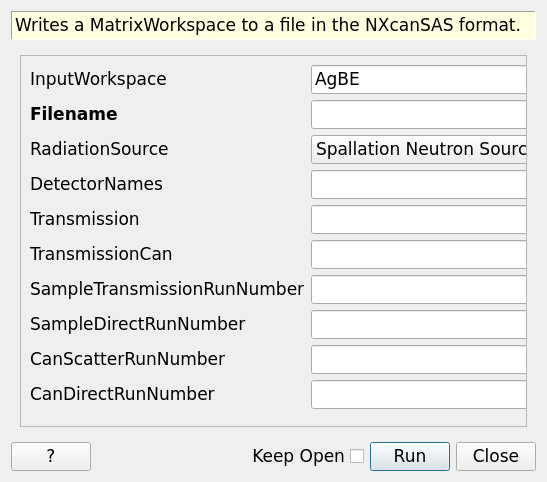 Writes a MatrixWorkspace to a file in the NXcanSAS format.
InputWorkspace AgBE
Filename
RadiationSource Spallation Neutron Sourc
DetectorNames
Transmission
TransmissionCan
SampleTransmissionRunNumber
SampleDirectRunNumber
CanScatterRunNumber
CanDirectRunNumber
? Keep Open Run Close